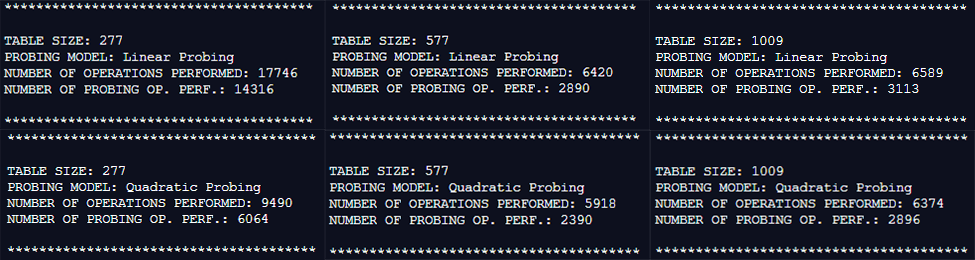 ***************************************
TABLE SIZE: 277
PROBING MODEL: Linear Probing
NUMBER OF OPERATIONS PERFORMED: 17746
NUMBER OF PROBING OP. PERF.: 14316
***************************************
***************************************
TABLE SIZE: 577
PROBING MODEL: Linear Probing
NUMBER OF OPERATIONS PERFORMED: 6420
NUMBER OF PROBING OP. PERF.: 2890
***************************************
***************************************
TABLE SIZE: 1009
PROBING MODEL: Linear Probing
NUMBER OF OPERATIONS PERFORMED: 6589
NUMBER OF PROBING OP. PERF.: 3113
***************************************
***************************************
TABLE SIZE: 277
PROBING MODEL: Quadratic Probing
NUMBER OF OPERATIONS PERFORMED: 9490
NUMBER OF PROBING OP. PERF.: 6064
***************************************
***************************************
TABLE SIZE: 577
PROBING MODEL: Quadratic Probing
NUMBER OF OPERATIONS PERFORMED: 5918
NUMBER OF PROBING OP. PERF.: 2390
***************************************
***************************************
TABLE SIZE: 1009
PROBING MODEL: Quadratic Probing
NUMBER OF OPERATIONS PERFORMED: 6374
NUMBER OF PROBING OP. PERF.: 2896
***************************************